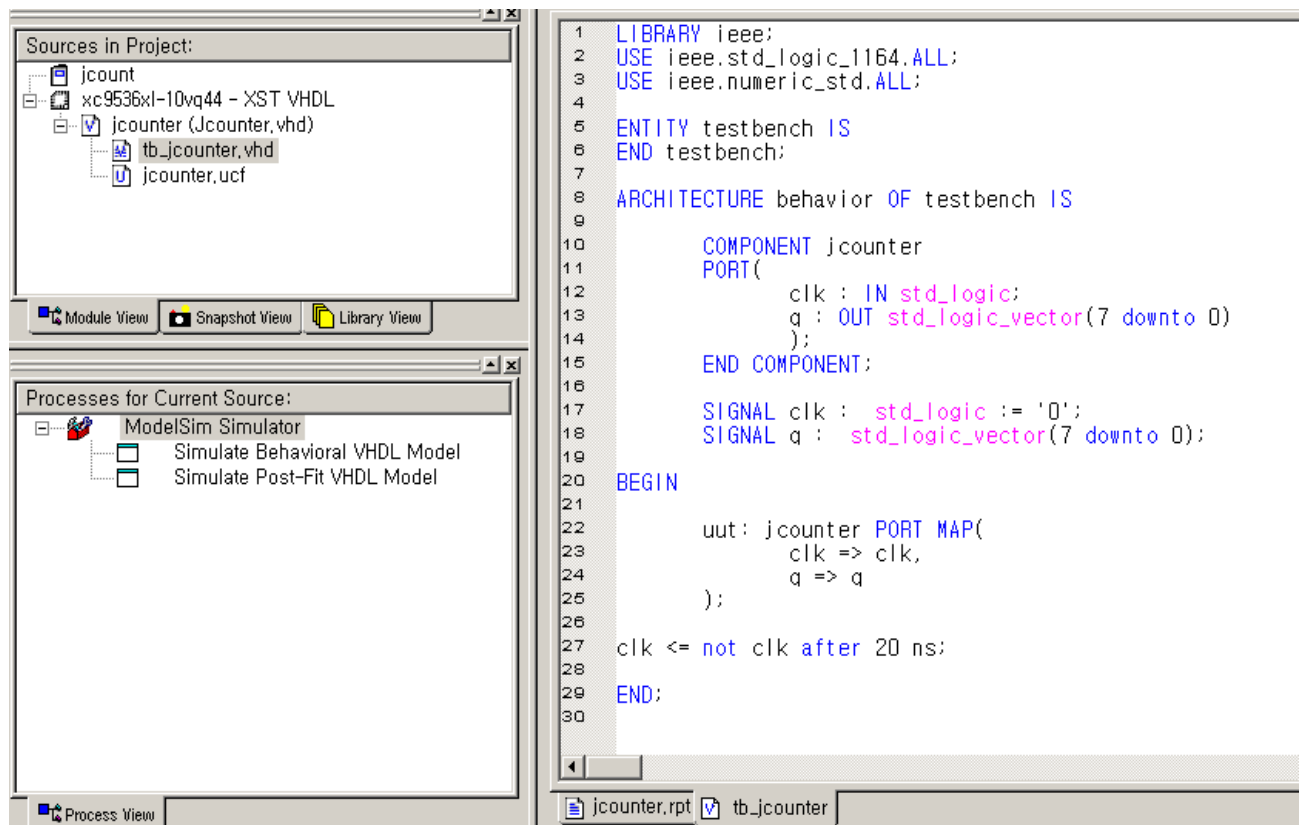 Sources in Project:
jcount
xc9536xl-10vq44 - XST VHDL
jcounter (Jcounter.vhd)
tb_jcounter.vhd
jcounter.ucf
Module View
Snapshot View
Library View
Processes for Current Source:
ModelSim Simulator
Simulate Behavioral VHDL Model
Simulate Post-Fit VHDL Model
Process View
1 LIBRARY ieee;
2 USE ieee.std_logic_1164.ALL;
3 USE ieee.numeric_std.ALL;
4
5 ENTITY testbench IS
6 END testbench;
7
8 ARCHITECTURE behavior OF testbench IS
9
10 COMPONENT jcounter
11 PORT(
12 clk : IN std_logic;
13 q : OUT std_logic_vector(7 downto 0)
14 );
15 END COMPONENT;
16
17 SIGNAL clk :  std_logic := '0';
18 SIGNAL q :  std_logic_vector(7 downto 0);
19
20 BEGIN
21
22 uut: jcounter PORT MAP(
23 clk => clk,
24 q => q
25 );
26
27 clk <= not clk after 20 ns;
28
29 END;
30
jcounter.rpt
tb_jcounter